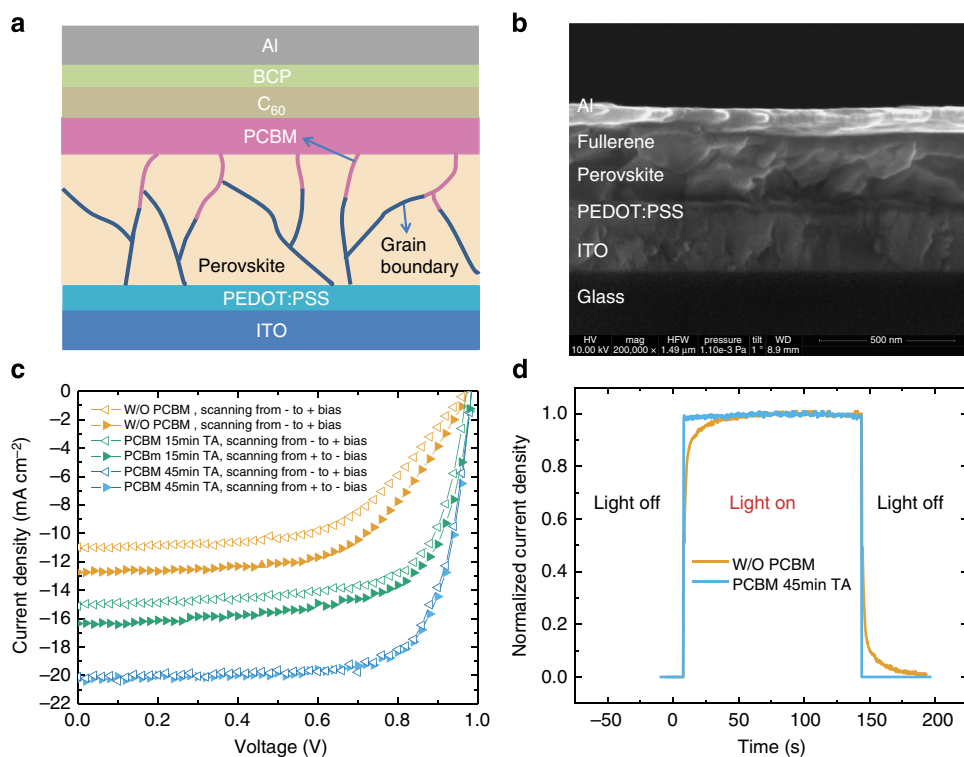 a
Al
BCP
C60
PCBM
Grain
boundary
Perovskite
PEDOT:PSS
ITO
b
Al
Fullerene
Perovskite
PEDOT:PSS
ITO
Glass
HV mag HFW pressure tilt WD
10.00 kV 200,000 × 1.49 µm 1.10e-3 Pa 1 ° 8.9 mm
500 nm
c
0
−2
−4
−6
−8
−10
−12
−14
−16
−18
−20
−22
Current density (mA cm−2)
W/O PCBM , scanning from - to + bias
W/O PCBM, scanning from - to + bias
PCBM 15min TA, scanning from - to + bias
PCBm 15min TA, scanning from + to - bias
PCBM 45min TA, scanning from - to + bias
PCBM 45min TA, scanning from + to - bias
0.0 0.2 0.4 0.6 0.8 1.0
Voltage (V)
d
1.0
0.8
0.6
0.4
0.2
0.0
Normalized current density
Light off
Light on
Light off
W/O PCBM
PCBM 45min TA
−50 0 50 100 150 200
Time (s)